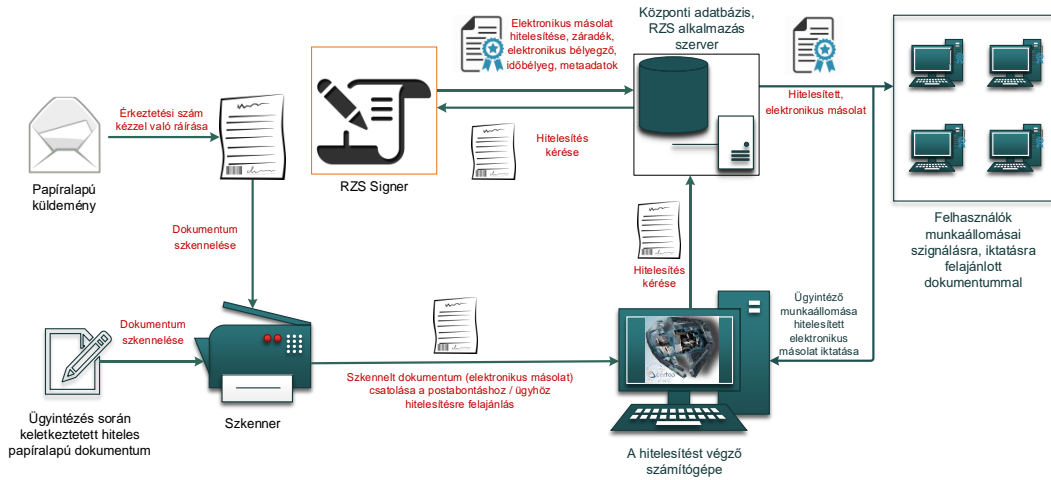 Elektronikus másolat
hitelesítése, záradék,
elektronikus bélyegző,
időbélyeg, metaadatok
Központi adatbázis,
RZS alkalmazás
szerver
Érkeztetési szám
kézzel való ráírása
Papíralapú
küldemény
RZS Signer
Hitelesítés
kérése
Hitelesített,
elektronikus másolat
Felhasználók
munkaállomásai
szignálásra, iktatásra
felajánlott
dokumentummal
Dokumentum
szkennelése
Hitelesítés
kérése
Dokumentum
szkennelése
Ügyintéző
munkaállomása
hitelesített
elektronikus
másolat iktatása
Szkennelt dokumentum (elektronikus másolat)
csatolása a postabontáshoz / ügyhöz
hitelesítésre felajánlás
Ügyintézés során
keletkeztetett hiteles
papíralapú dokumentum
Szkenner
A hitelesítést végző
számítógépe